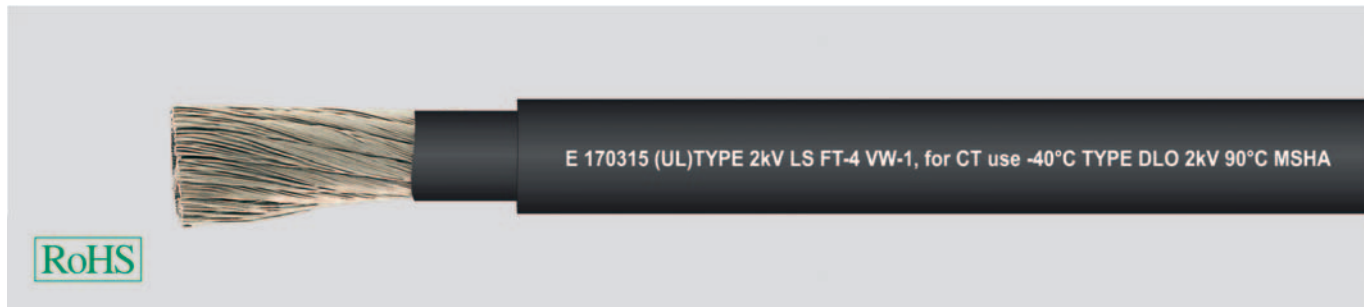 E 170315 (UL)TYPE 2kV LS FT-4 VW-1, for CT use -40°C TYPE DLO 2kV 90°C MSHA
RoHS